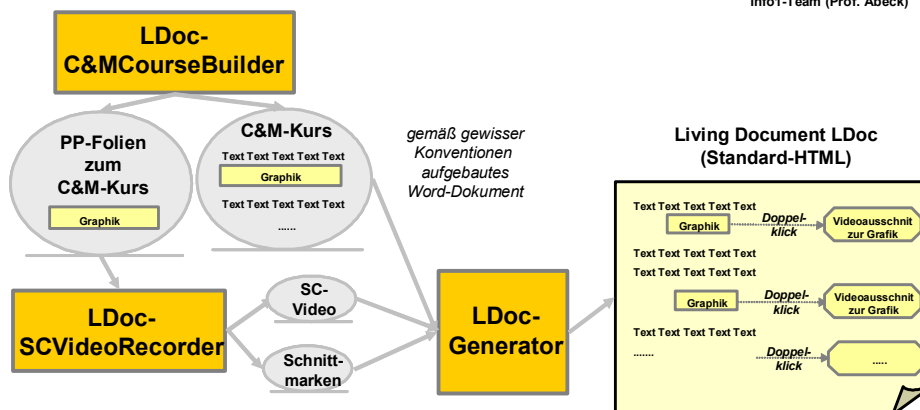 Info1-Team (Prof. Abeck)
LDoc-
C&MCourseBuilder
PP-Folien
zum
C&M-Kurs
Graphik
C&M-Kurs
Text Text Text Text Text
Graphik
Text Text Text Text Text
......
gemäß gewisser
Konventionen
aufgebautes
Word-Dokument
LDoc-
SCVideoRecorder
SC-
Video
Schnitt-
marken
LDoc-
Generator
Living Document LDoc
(Standard-HTML)
Text Text Text Text Text
Graphik
Doppel-
klick
Videoausschnit
zur Grafik
Text Text Text Text Text
Text Text Text Text Text
Graphik
Doppel-
klick
Videoausschnit
zur Grafik
Text Text Text Text Text
.......
Doppel-
klick
.....